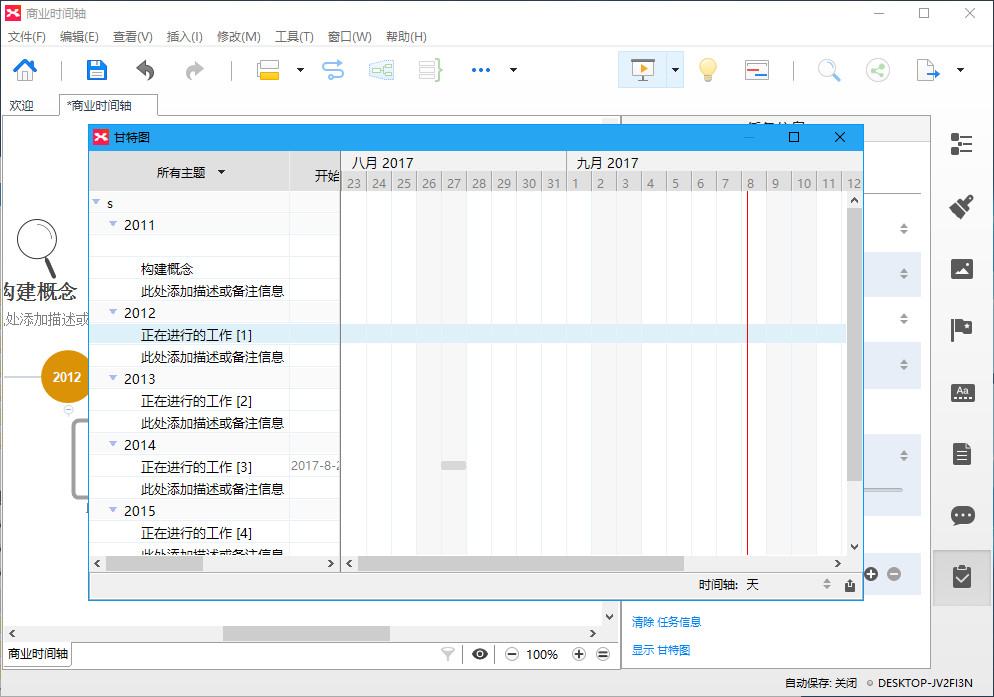 商业时间轴
文件(F) 编辑(E) 查看(V) 插入(I) 修改(M) 工具(T) 窗口(W) 帮助(H)
欢迎 *商业时间轴
甘特图
所有主题 开始
八月 2017 九月 2017
23 24 25 26 27 28 29 30 31 1 2 3 4 5 6 7 8 9 10 11 12
s
2011
构建概念
此处添加描述或备注信息
2012
正在进行的工作 [1]
此处添加描述或备注信息
2013
正在进行的工作 [2]
此处添加描述或备注信息
2014
正在进行的工作 [3] 2017-8-2
此处添加描述或备注信息
2015
正在进行的工作 [4]
此处添加描述或备注信息
时间轴: 天
构建概念
处添加描述或
2012
Aa
清除 任务信息
显示 甘特图
商业时间轴
100%
自动保存: 关闭 DESKTOP-JV2FI3N